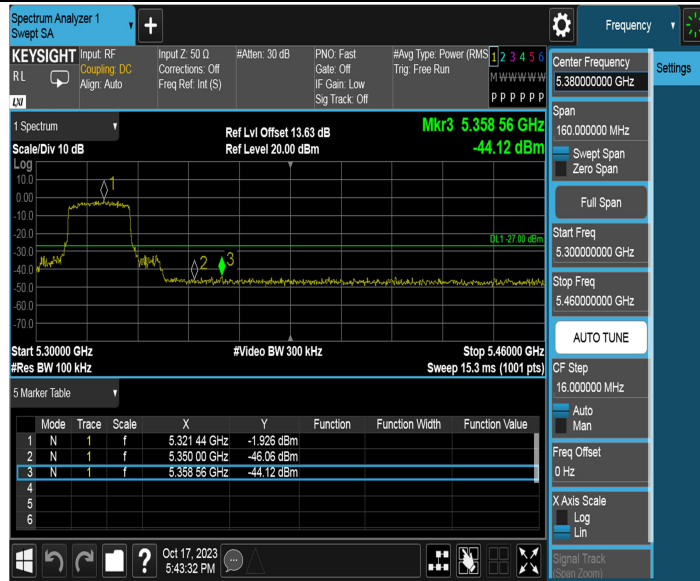 Spectrum Analyzer 1
Swept SA
+
Frequency
KEYSIGHT
RL
LXI
Input: RF
Coupling: DC
Align: Auto
Input Z: 50 Ω
Corrections: Off
Freq Ref: Int (S)
#Atten: 30 dB
PNO: Fast
Gate: Off
IF Gain: Low
Sig Track: Off
#Avg Type: Power (RMS
Trig: Free Run
1 2 3 4 5 6
M W W W W W
P P P P P P
Center Frequency
5.380000000 GHz
Settings
Span
160.000000 MHz
Swept Span
Zero Span
Full Span
Start Freq
5.300000000 GHz
Stop Freq
5.460000000 GHz
AUTO TUNE
CF Step
16.000000 MHz
Auto
Man
Freq Offset
0 Hz
X Axis Scale
Log
Lin
Signal Track
(Span Zoom)
1 Spectrum
Scale/Div 10 dB
Ref Lvl Offset 13.63 dB
Ref Level 20.00 dBm
Mkr3 5.358 56 GHz
-44.12 dBm
Log
10.0
0.00
-10.0
-20.0
-30.0
-40.0
-50.0
-60.0
-70.0
1
2
3
DL1 -27.00 dBm
Start 5.30000 GHz
#Res BW 100 kHz
#Video BW 300 kHz
Stop 5.46000 GHz
Sweep 15.3 ms (1001 pts)
5 Marker Table
Mode Trace Scale X Y Function Function Width Function Value
1 N 1 f 5.321 44 GHz -1.926 dBm
2 N 1 f 5.350 00 GHz -46.06 dBm
3 N 1 f 5.358 56 GHz -44.12 dBm
4
5
6
?
Oct 17, 2023
5:43:32 PM